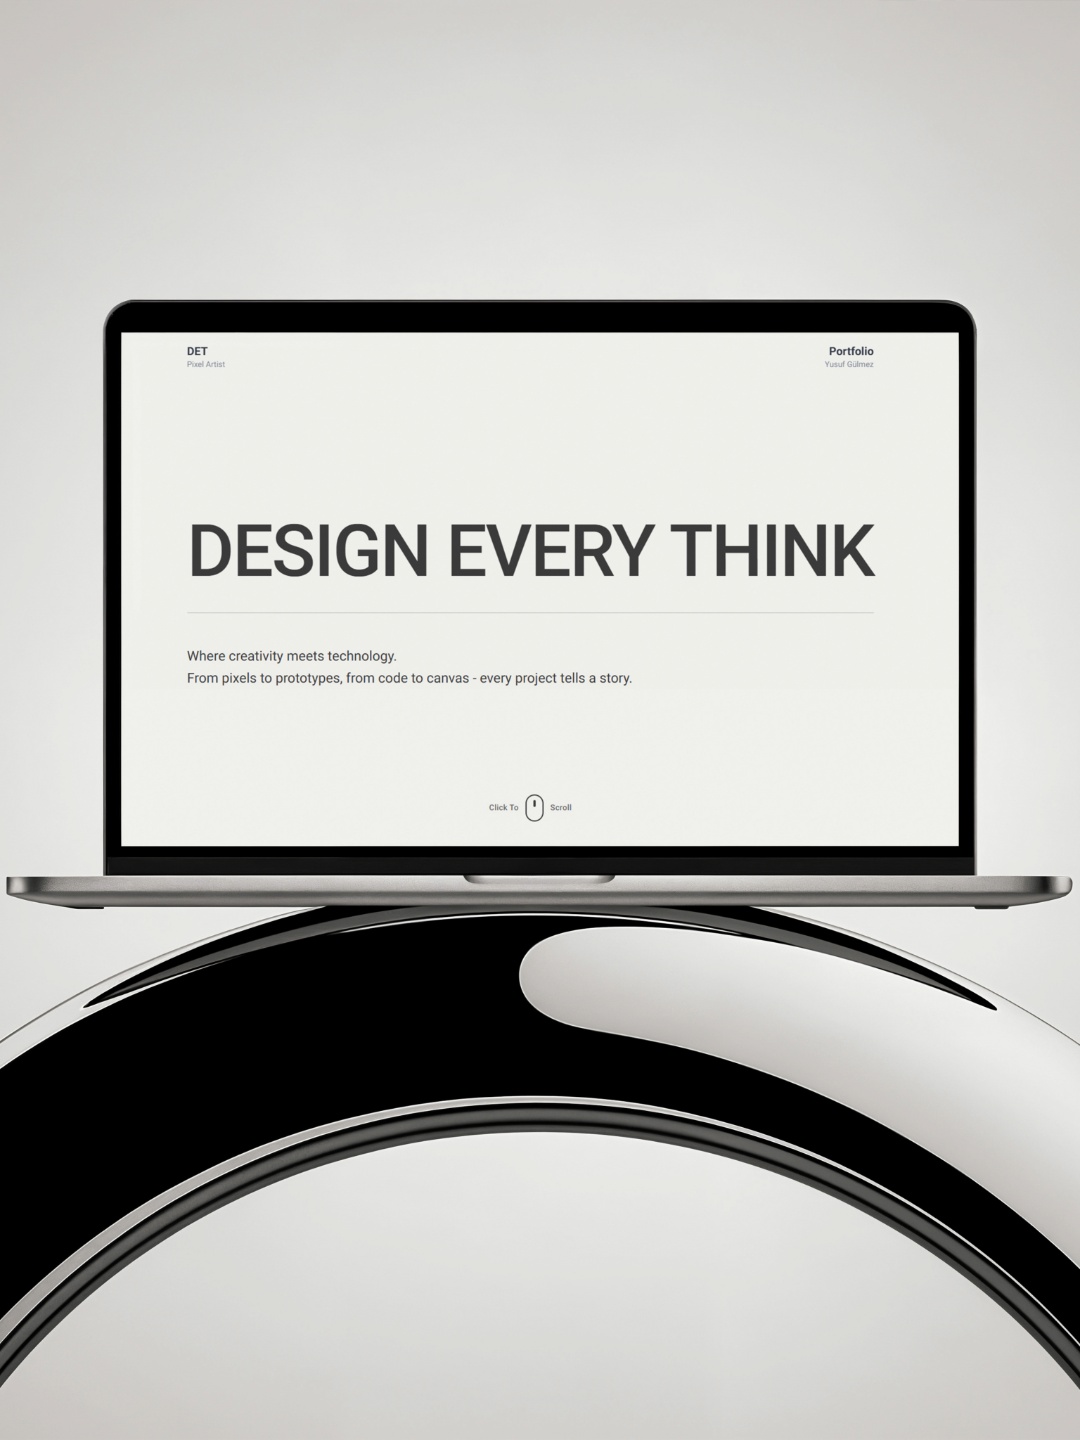 DET
Pixel Artist
Portfolio
Yusuf Gülmez
DESIGN EVERY THINK
Where creativity meets technology.
From pixels to prototypes, from code to canvas - every project tells a story.
Click To
Scroll